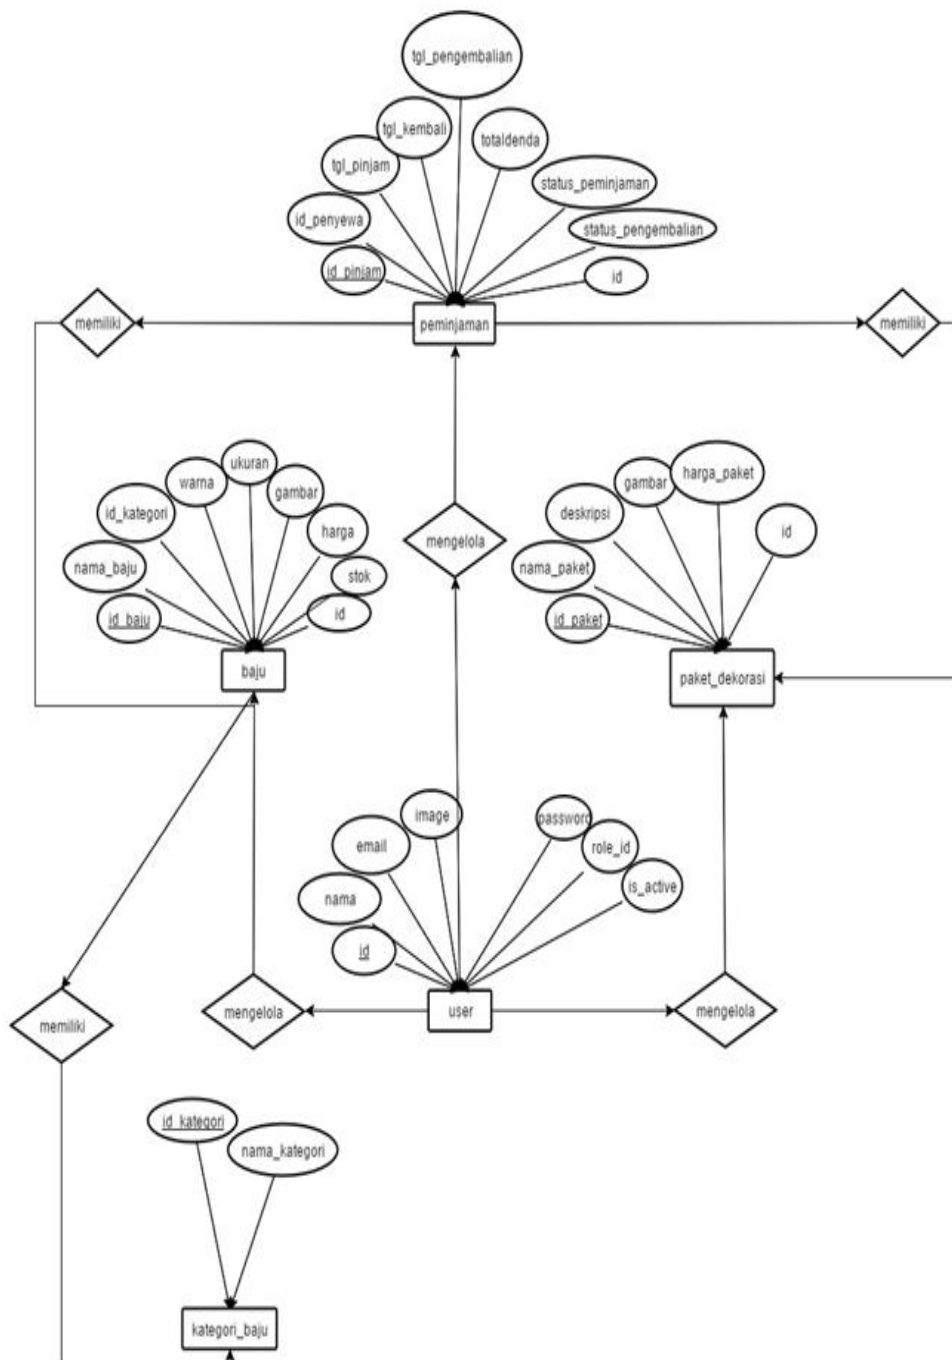 tgl_pengembalian
tgl_kembali
totaldenda
tgl_pinjam
status_peminjaman
id_penyewa
status_pengembalian
id_pinjam
id
memiliki
peminjaman
memiliki
ukuran
warna
gambar
id_kategori
harga
nama_baju
stok
id_baju
id
baju
mengelola
harga_paket
gambar
deskripsi
id
nama_paket
id_paket
paket_dekorasi
image
password
email
role_id
nama
is_active
id
memiliki
mengelola
user
mengelola
id_kategori
nama_kategori
kategori_baju